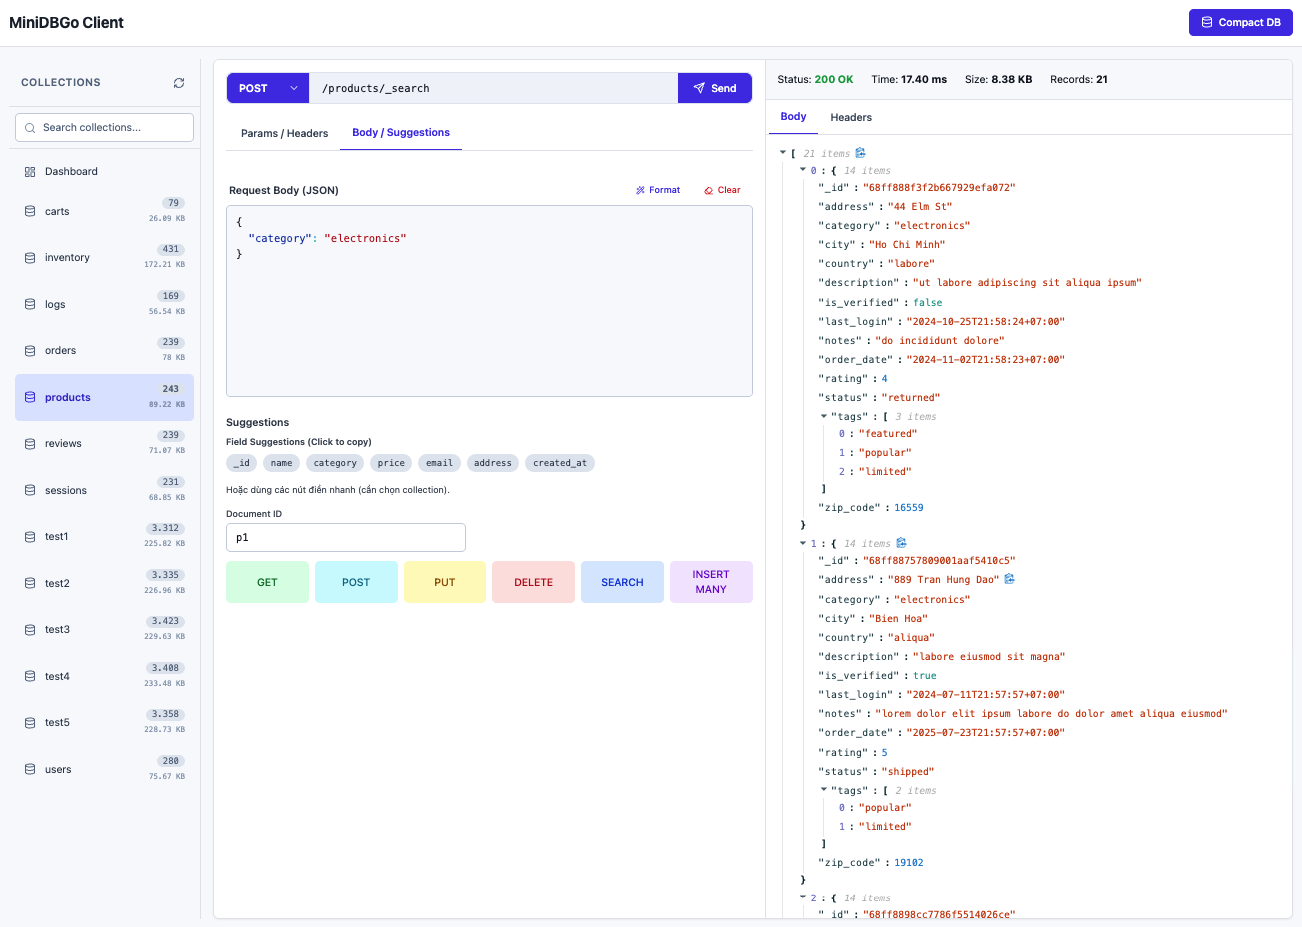 MiniDBGo Client
Compact DB
COLLECTIONS
Search collections...
Dashboard
carts
79
26.09 KB
inventory
431
172.21 KB
logs
169
56.54 KB
orders
239
78 KB
products
243
89.22 KB
reviews
239
71.07 KB
sessions
231
68.85 KB
test1
3.312
225.82 KB
test2
3.335
226.96 KB
test3
3.423
229.63 KB
test4
3.408
233.48 KB
test5
3.358
228.73 KB
users
280
75.67 KB
POST
/products/_search
Send
Params / Headers
Body / Suggestions
Request Body (JSON)
Format
Clear
{
"category": "electronics"
}
Suggestions
Field Suggestions (Click to copy)
_id name category price email address created_at
Hoặc dùng các nút điền nhanh (cần chọn collection).
Document ID
p1
GET
POST
PUT
DELETE
SEARCH
INSERT
MANY
Status: 200 OK Time: 17.40 ms Size: 8.38 KB Records: 21
Body
Headers
[ 21 items
0 : { 14 items
"_id" : "68ff888f3f2b667929efa072"
"address" : "44 Elm St"
"category" : "electronics"
"city" : "Ho Chi Minh"
"country" : "labore"
"description" : "ut labore adipiscing sit aliqua ipsum"
"is_verified" : false
"last_login" : "2024-10-25T21:58:24+07:00"
"notes" : "do incididunt dolore"
"order_date" : "2024-11-02T21:58:23+07:00"
"rating" : 4
"status" : "returned"
"tags" : [ 3 items
0 : "featured"
1 : "popular"
2 : "limited"
]
"zip_code" : 16559
}
1 : { 14 items
"_id" : "68ff88757809001aaf5410c5"
"address" : "889 Tran Hung Dao"
"category" : "electronics"
"city" : "Bien Hoa"
"country" : "aliqua"
"description" : "labore eiusmod sit magna"
"is_verified" : true
"last_login" : "2024-07-11T21:57:57+07:00"
"notes" : "lorem dolor elit ipsum labore do dolor amet aliqua eiusmod"
"order_date" : "2025-07-23T21:57:57+07:00"
"rating" : 5
"status" : "shipped"
"tags" : [ 2 items
0 : "popular"
1 : "limited"
]
"zip_code" : 19102
}
2 : { 14 items
"_id" : "68ff8898cc7786f5514026ce"